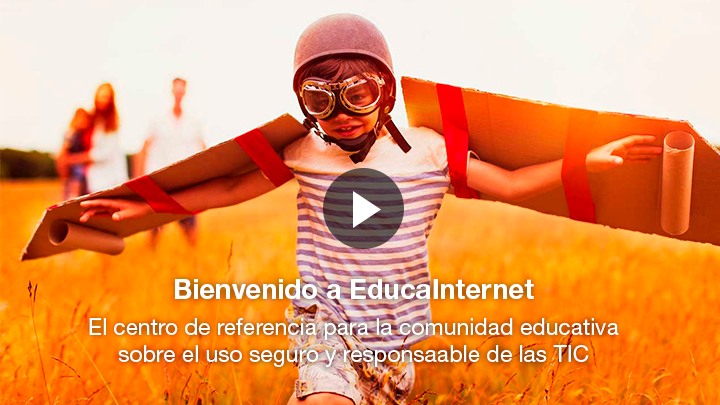 Bienvenido a EducaInternet
El centro de referencia para la comunidad educativa
sobre el uso seguro y responsaable de las TIC